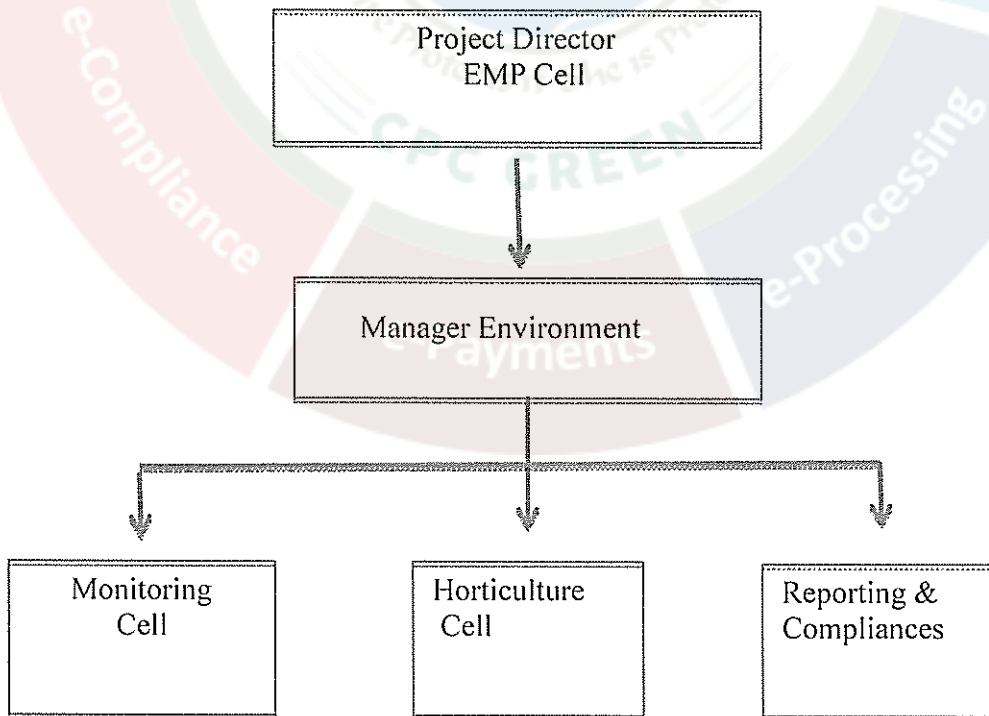 Project Director
EMP Cell
CPC GREEN
e-Compliance
e-Processing
Manager Environment
e-Payments
Monitoring
Cell
Horticulture
Cell
Reporting &
Compliances